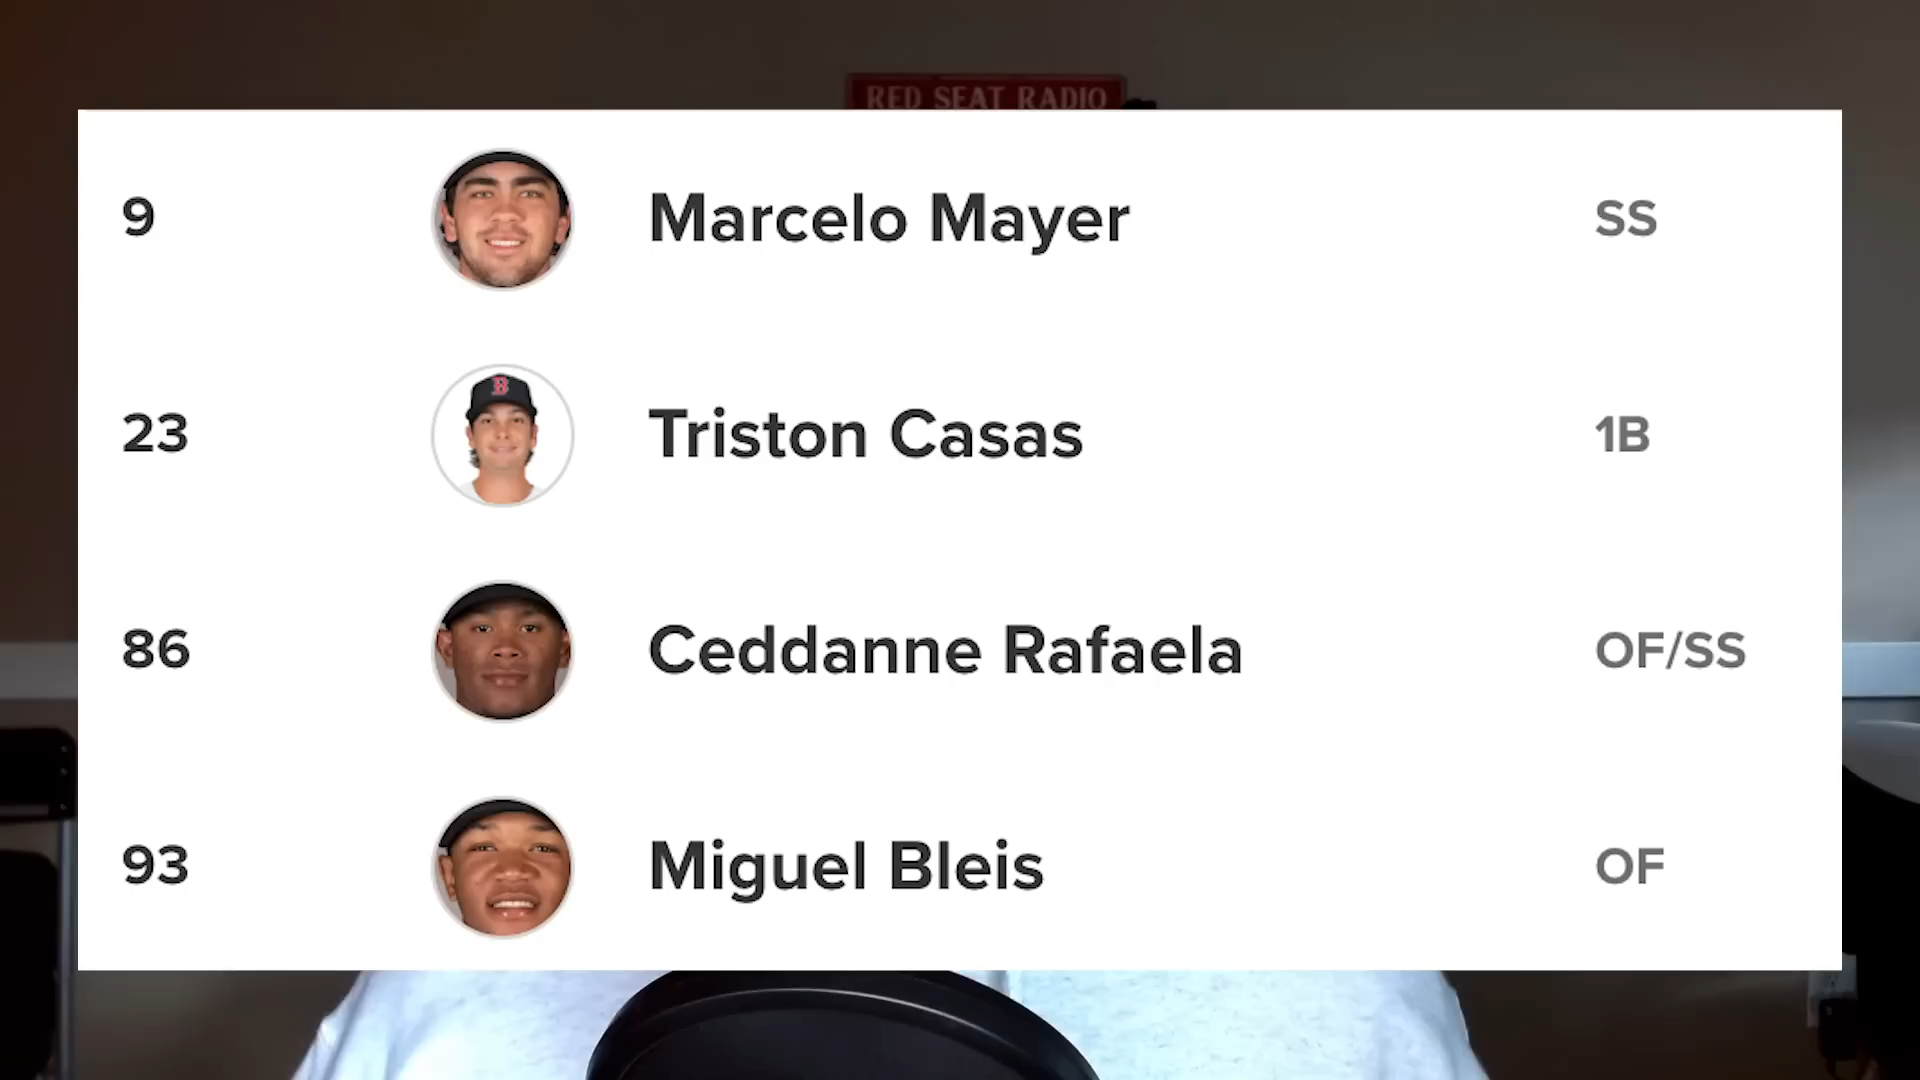 RED SEAT RADIO
9 Marcelo Mayer SS
B
23 Triston Casas 1B
86 Ceddanne Rafaela OF/SS
93 Miguel Bleis OF